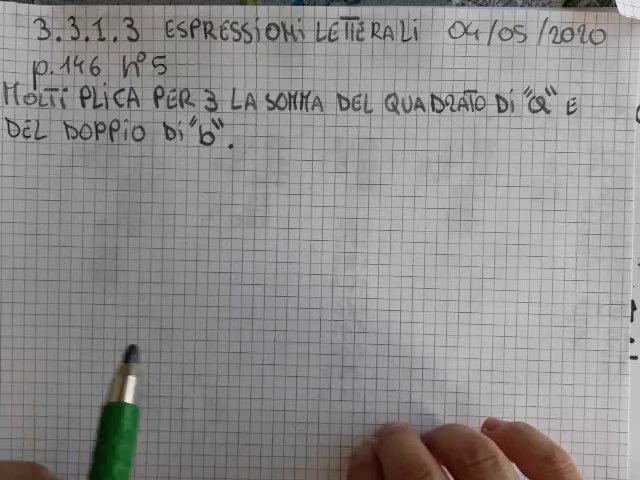 3.3.1.3 ESPRESSIONI LETTERALI 04/05/2020
p.146 n°5
MOLTIPLICA PER 3 LA SOMMA DEL QUADRATO DI "a" E
DEL DOPPIO DI "b".